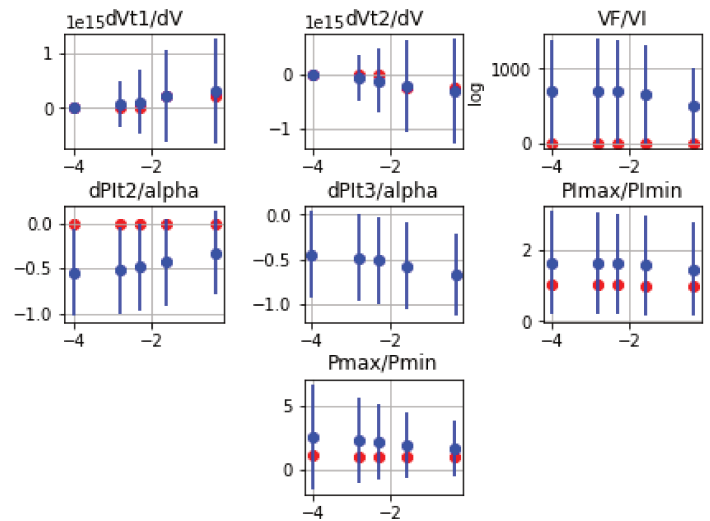 1e15 dVt1/dV
1
0
−4 −2
1e15 dVt2/dV
0
−1
−4 −2
VF/VI
log
1000
0
−4 −2
dPIt2/alpha
0.0
−0.5
−1.0
−4 −2
dPIt3/alpha
0.0
−0.5
−1.0
−4 −2
PImax/PImin
2
0
−4 −2
Pmax/Pmin
5
0
−4 −2